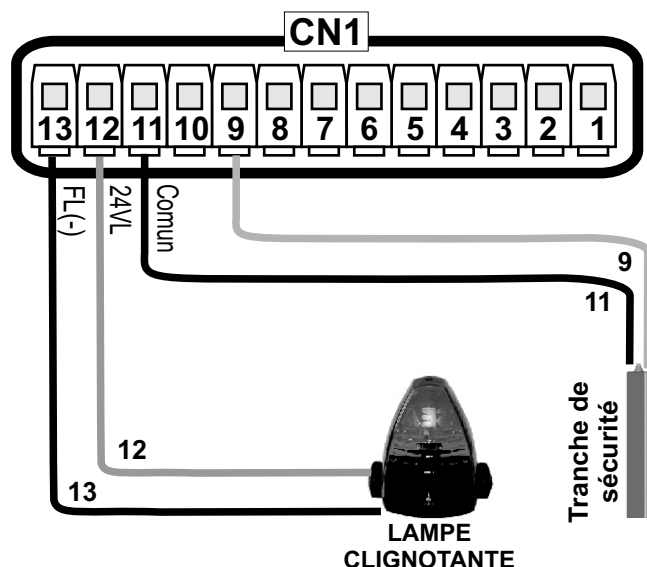 CN1
13 12 11 10 9 8 7 6 5 4 3 2 1
FL(-)
24V/L
Comun
9
11
12
13
Tranche de
sécurité
LAMPE
CLIGNOTANTE